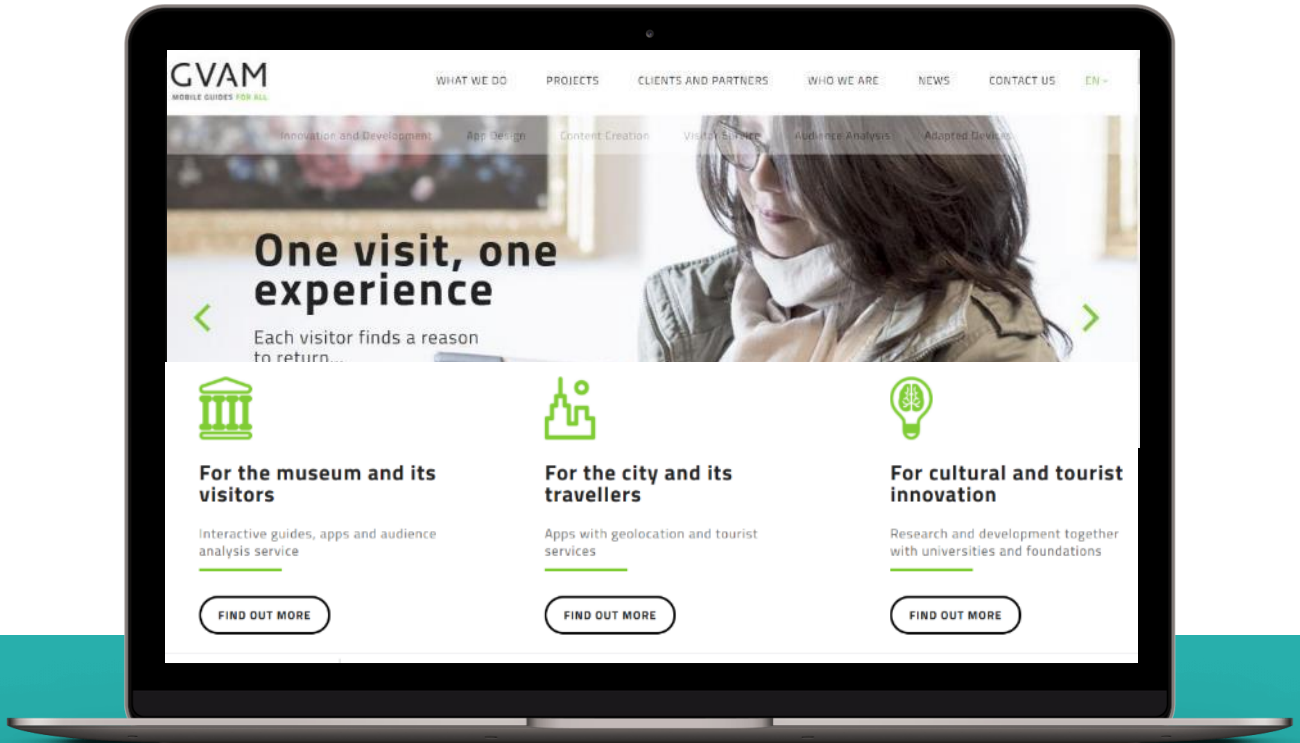 GVAM
MOBILE GUIDES FOR ALL
WHAT WE DO PROJECTS CLIENTS AND PARTNERS WHO WE ARE NEWS CONTACT US EN
Innovation and Development App Design Content Creation Visitor Service Audience Analysis Adapted Devices
One visit, one
experience
Each visitor finds a reason
to return...
For the museum and its
visitors
Interactive guides, apps and audience
analysis service
FIND OUT MORE
For the city and its
travellers
Apps with geolocation and tourist
services
FIND OUT MORE
For cultural and tourist
innovation
Research and development together
with universities and foundations
FIND OUT MORE